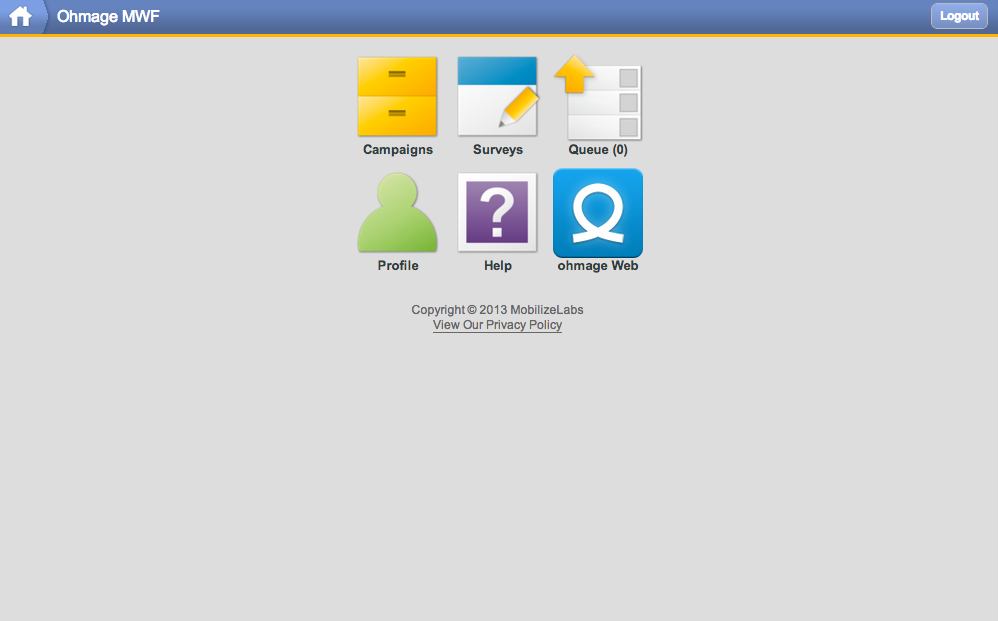 Ohmage MWF
Logout
Campaigns
Surveys
Queue (0)
?
Profile
Help
ohmage Web
Copyright © 2013 MobilizeLabs
View Our Privacy Policy